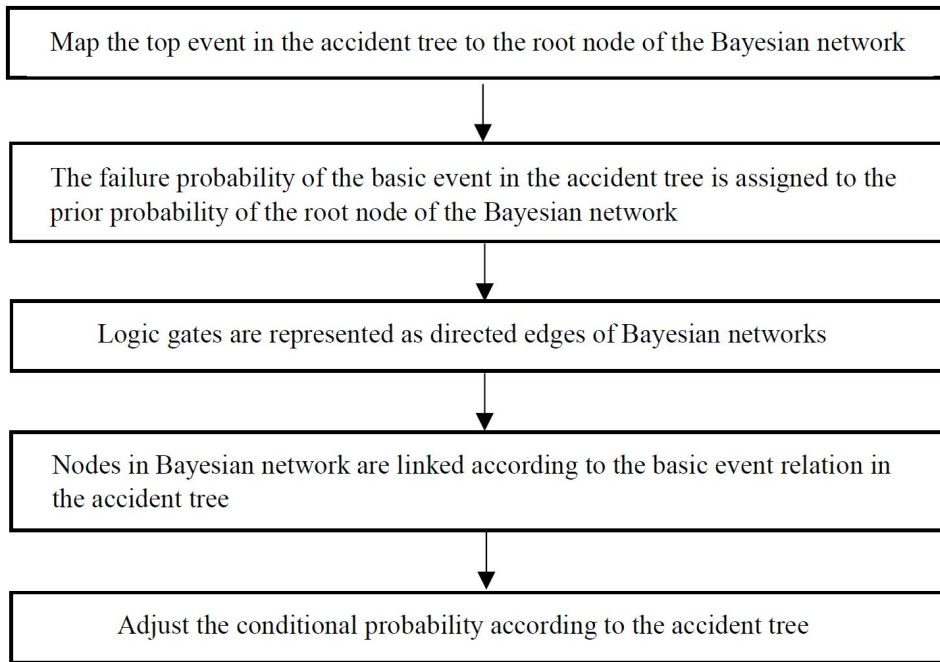 Map the top event in the accident tree to the root node of the Bayesian network
The failure probability of the basic event in the accident tree is assigned to the
prior probability of the root node of the Bayesian network
Logic gates are represented as directed edges of Bayesian networks
Nodes in Bayesian network are linked according to the basic event relation in
the accident tree
Adjust the conditional probability according to the accident tree